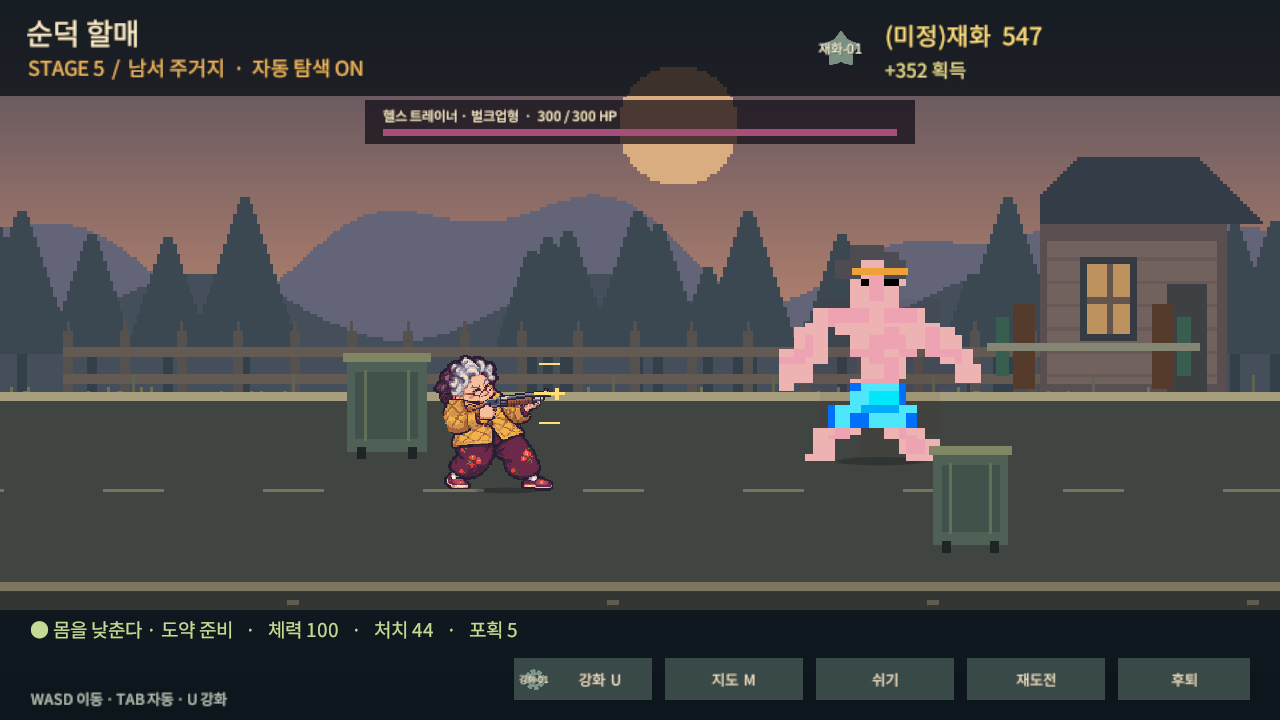 순덕 할매
STAGE 5 / 남서 주거지 · 자동 탐색 ON
재화-01
(미정)재화 547
+352 획득
헬스 트레이너 · 벌크업형 · 300 / 300 HP
몸을 낮춘다 · 도약 준비 · 체력 100 · 처치 44 · 포획 5
강화-01
강화 U
지도 M
쉬기
재도전
후퇴
WASD 이동 · TAB 자동 · U 강화